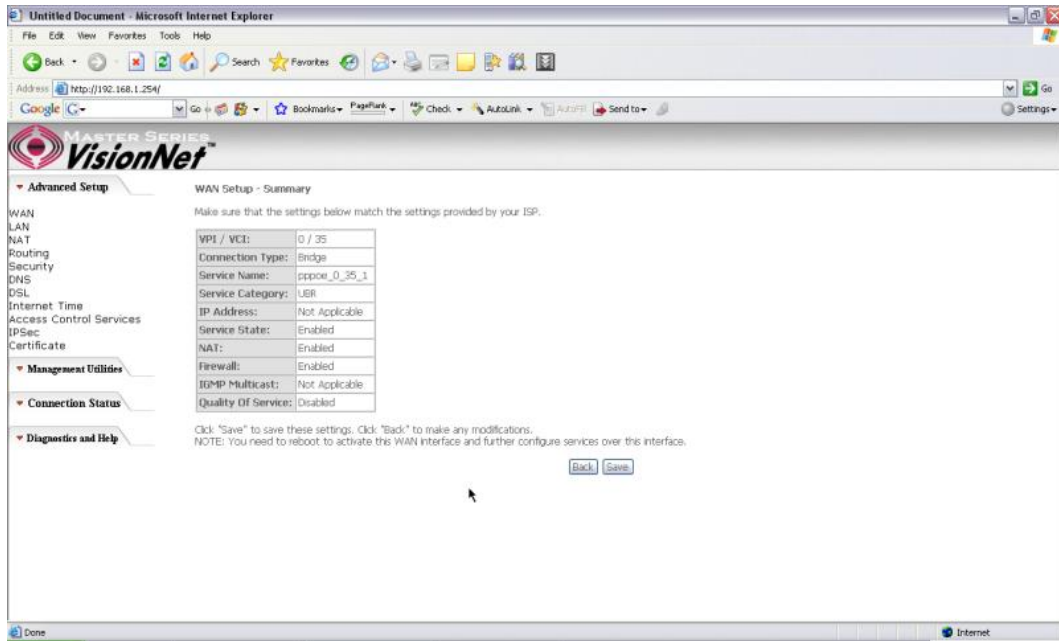 Untitled Document - Microsoft Internet Explorer
File Edit View Favorites Tools Help
Back Search Favorites
Address http://192.168.1.254/ Go
Google G Go Bookmarks PageRank Check AutoLink AutoFill Send to Settings
MASTER SERIES
VisionNet™
Advanced Setup
WAN
LAN
NAT
Routing
Security
DNS
DSL
Internet Time
Access Control Services
IPSec
Certificate
Management Utilities
Connection Status
Diagnostics and Help
WAN Setup - Summary
Make sure that the settings below match the settings provided by your ISP.
VPI / VCI: 0 / 35
Connection Type: Bridge
Service Name: pppoe_0_35_1
Service Category: UBR
IP Address: Not Applicable
Service State: Enabled
NAT: Enabled
Firewall: Enabled
IGMP Multicast: Not Applicable
Quality Of Service: Disabled
Click "Save" to save these settings. Click "Back" to make any modifications.
NOTE: You need to reboot to activate this WAN interface and further configure services over this interface.
Back Save
Done Internet